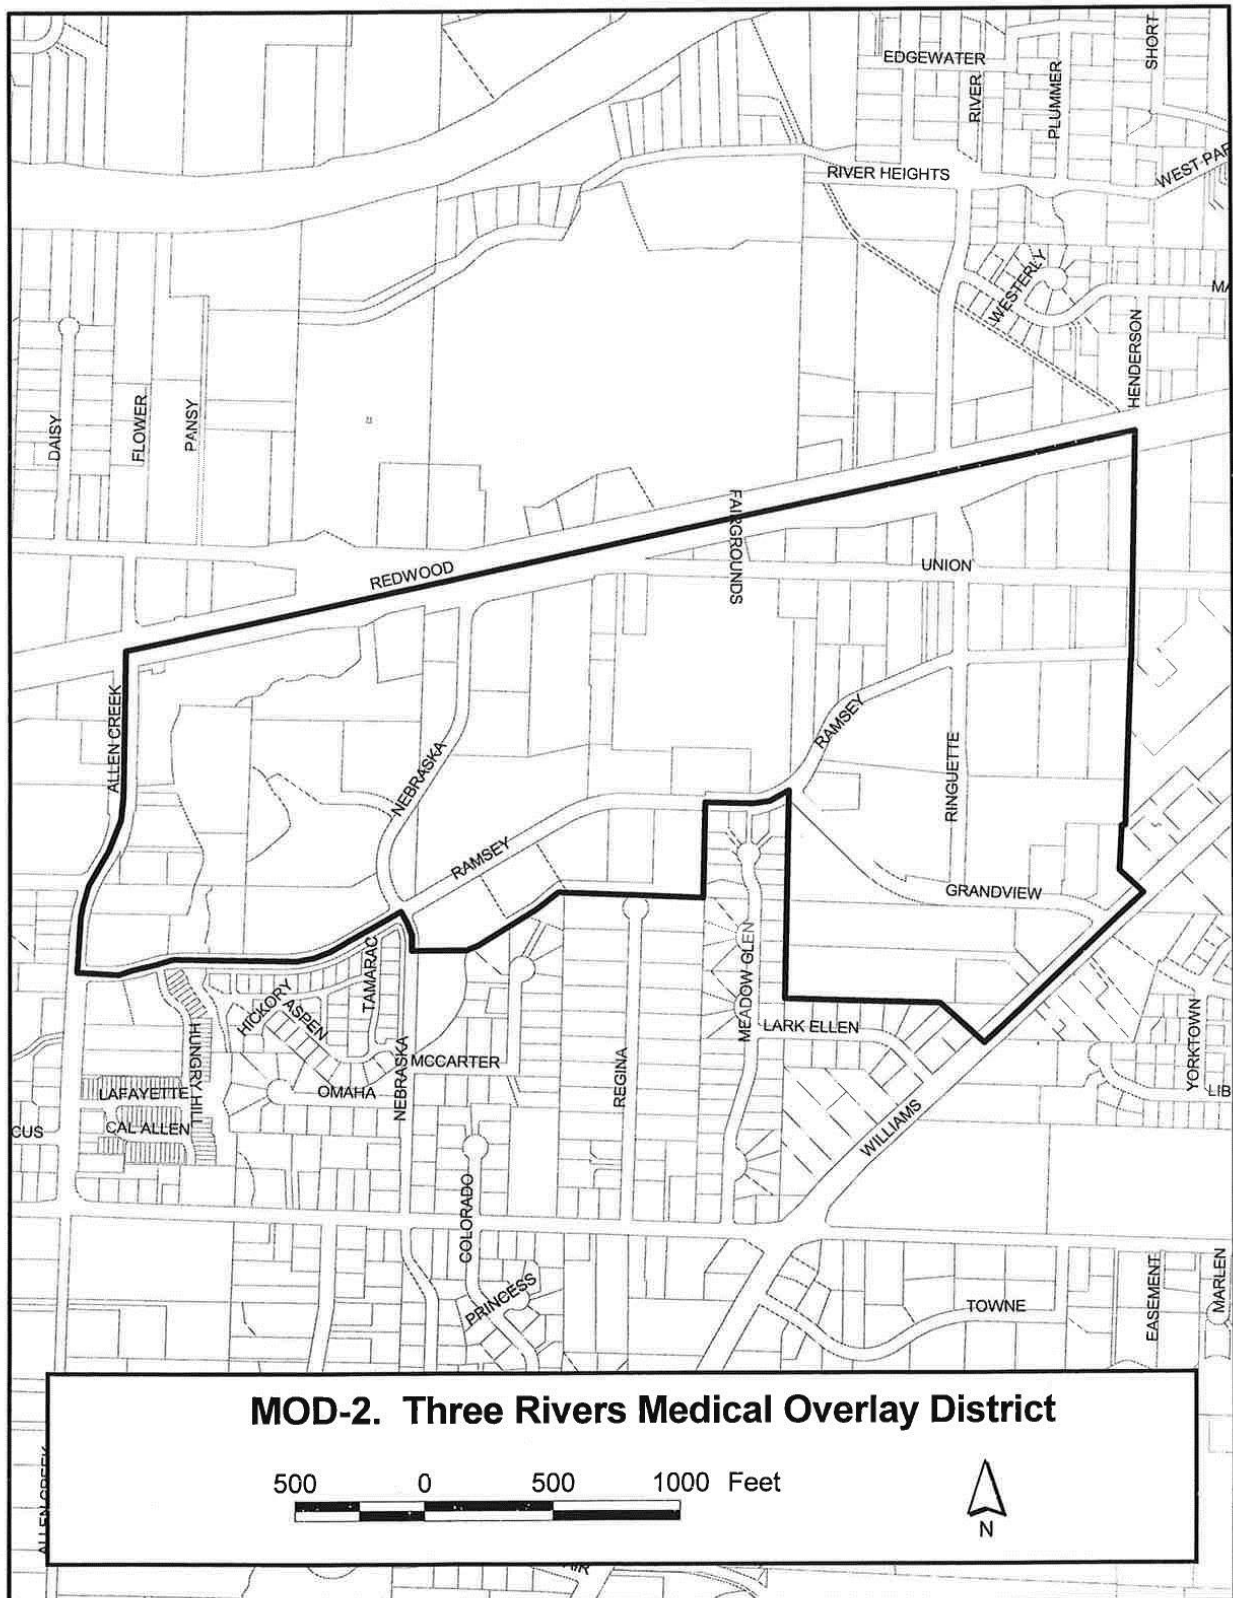 EDGEWATER
RIVER
PLUMMER
SHORT
RIVER HEIGHTS
WEST PAR
WESTERLY
MA
HENDERSON
DAISY
FLOWER
PANSY
FAIRGROUNDS
REDWOOD
UNION
ALLEN CREEK
NEBRASKA
RAMSEY
RINGUETTE
RAMSEY
GRANDVIEW
TAMARAC
HICKORY
ASPEN
MEADOW GLEN
LARK ELLEN
HUNGRY HILL
NEBRASKA
MCCARTER
REGINA
YORKTOWN
LAFAYETTE
OMAHA
LIB
CUS
CAL ALLEN
WILLIAMS
COLORADO
PRINCESS
TOWNE
EASEMENT
MARLEN
MOD-2. Three Rivers Medical Overlay District
500 0 500 1000 Feet
N
ALLEN CREEK